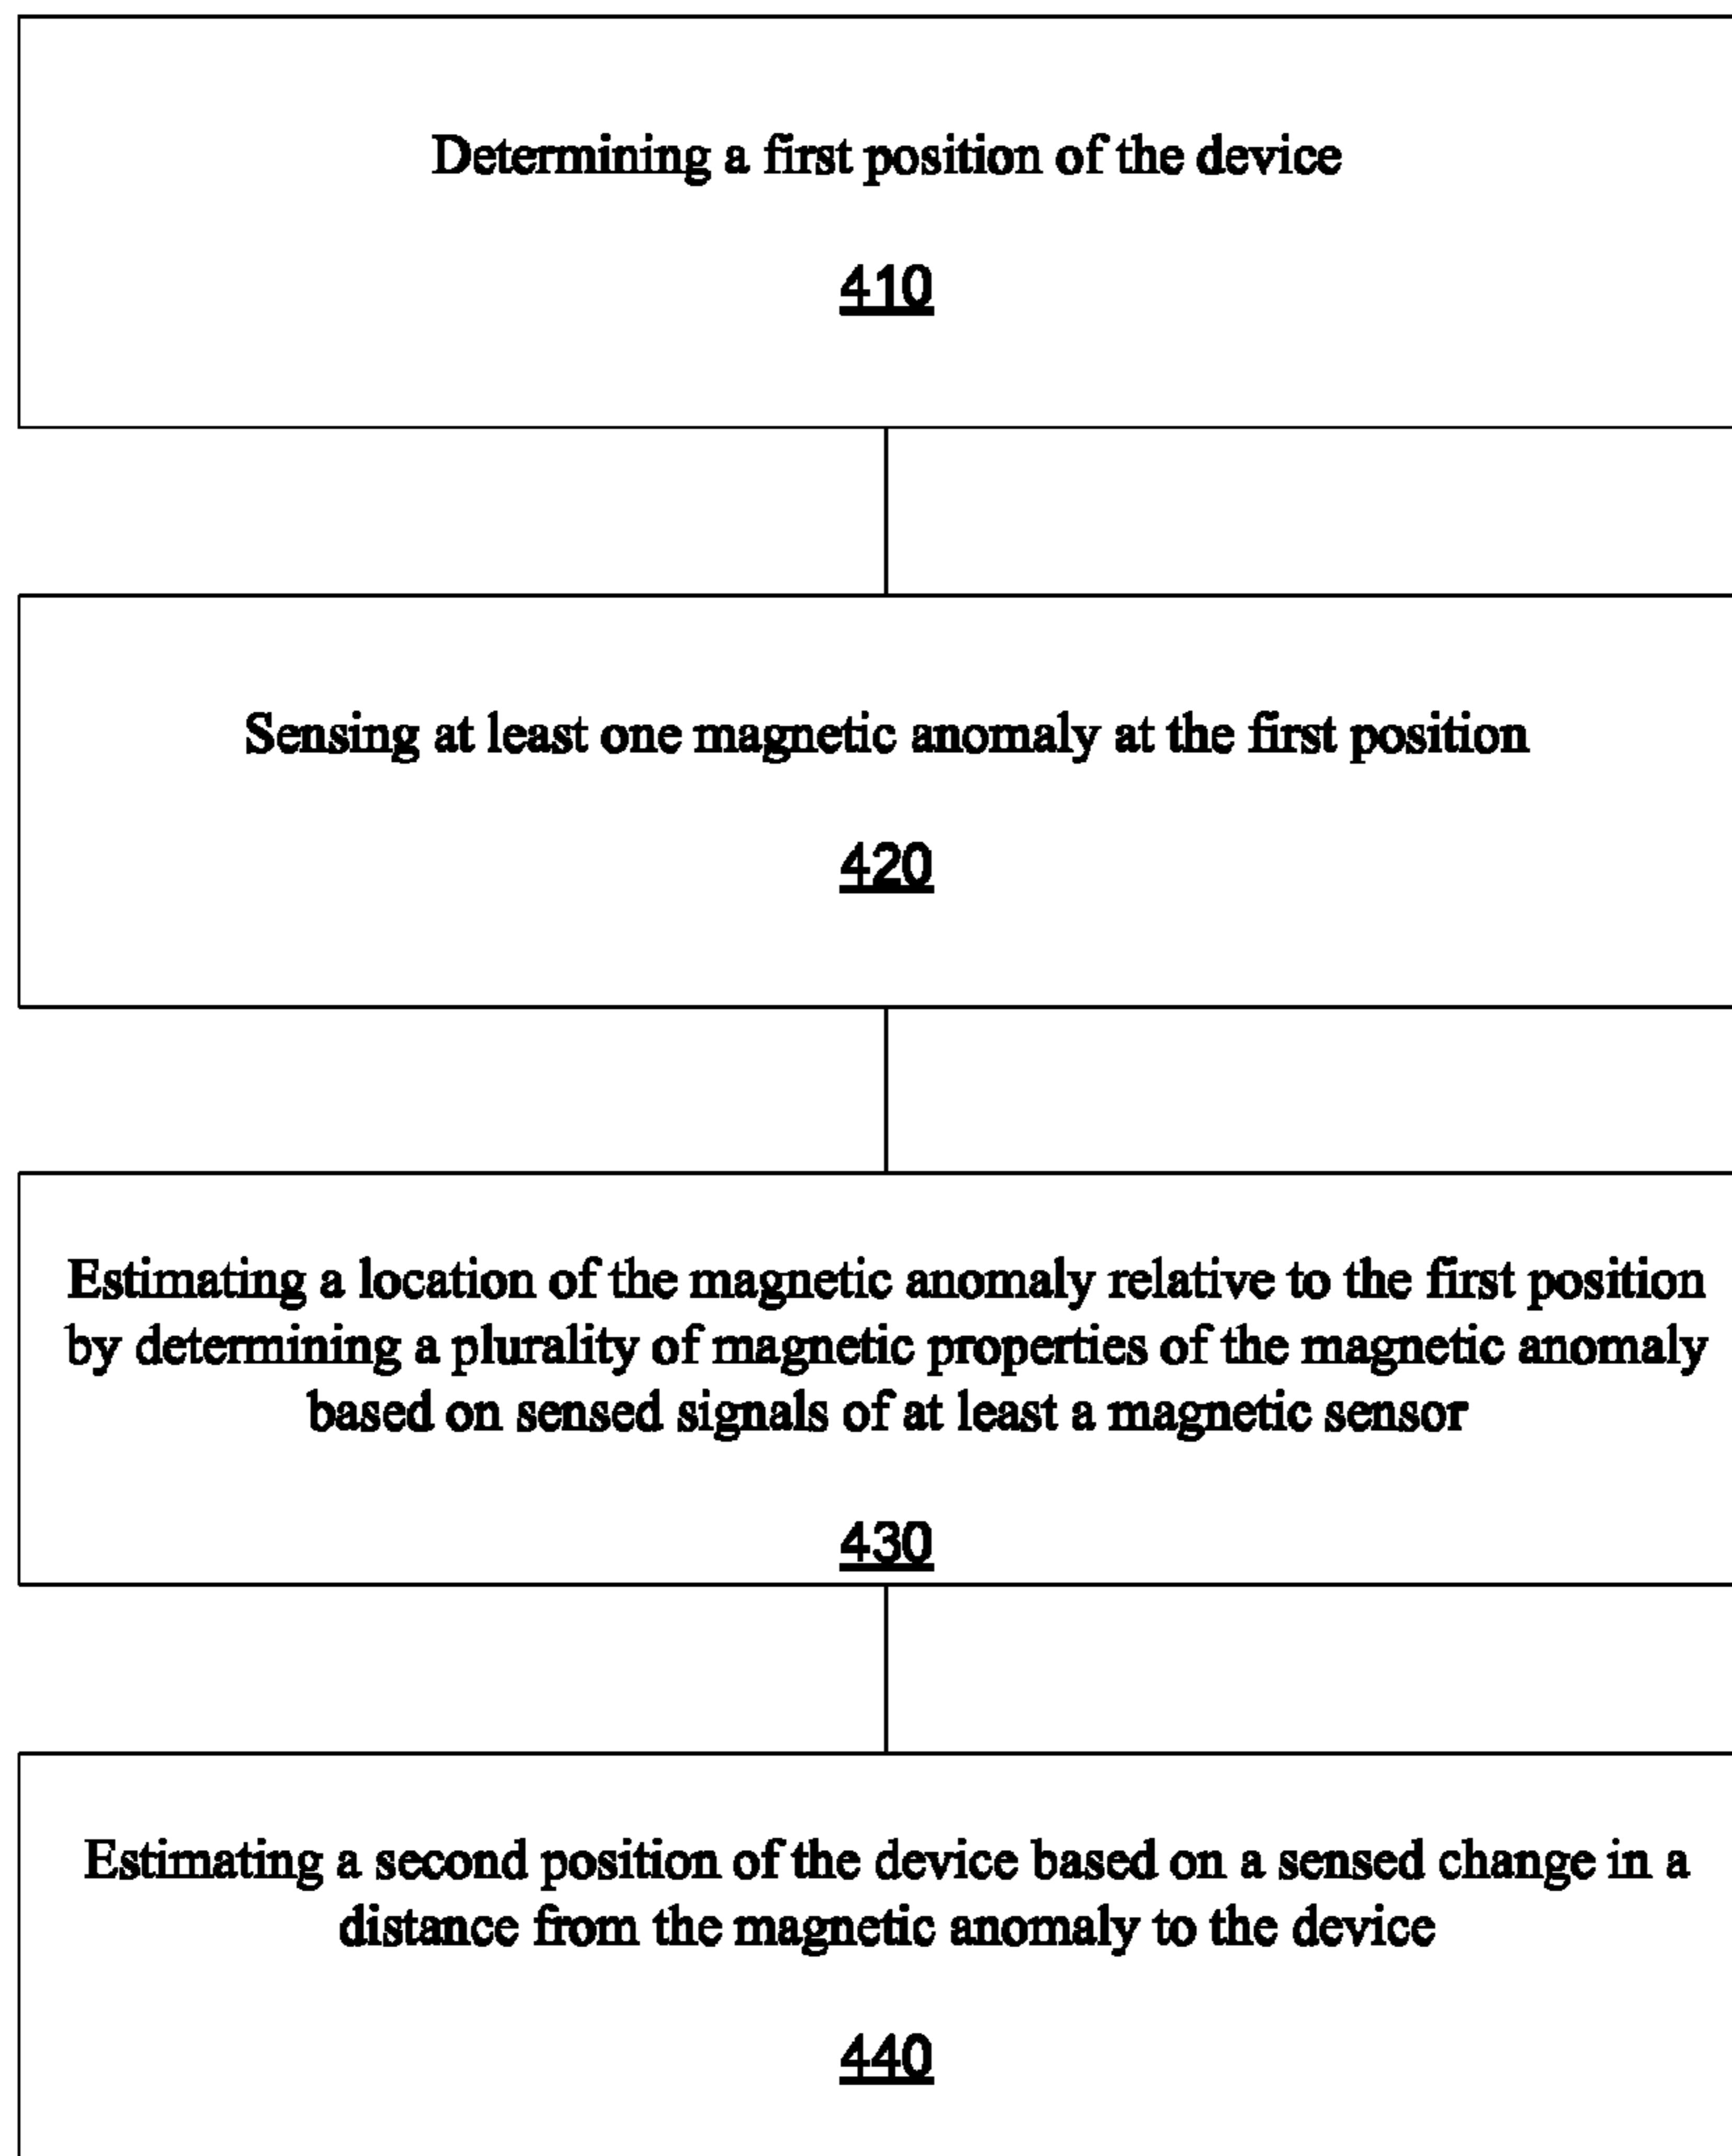 Determining a first position of the device
410
Sensing at least one magnetic anomaly at the first position
420
Estimating a location of the magnetic anomaly relative to the first position
by determining a plurality of magnetic properties of the magnetic anomaly
based on sensed signals of at least a magnetic sensor
430
Estimating a second position of the device based on a sensed change in a
distance from the magnetic anomaly to the device
440